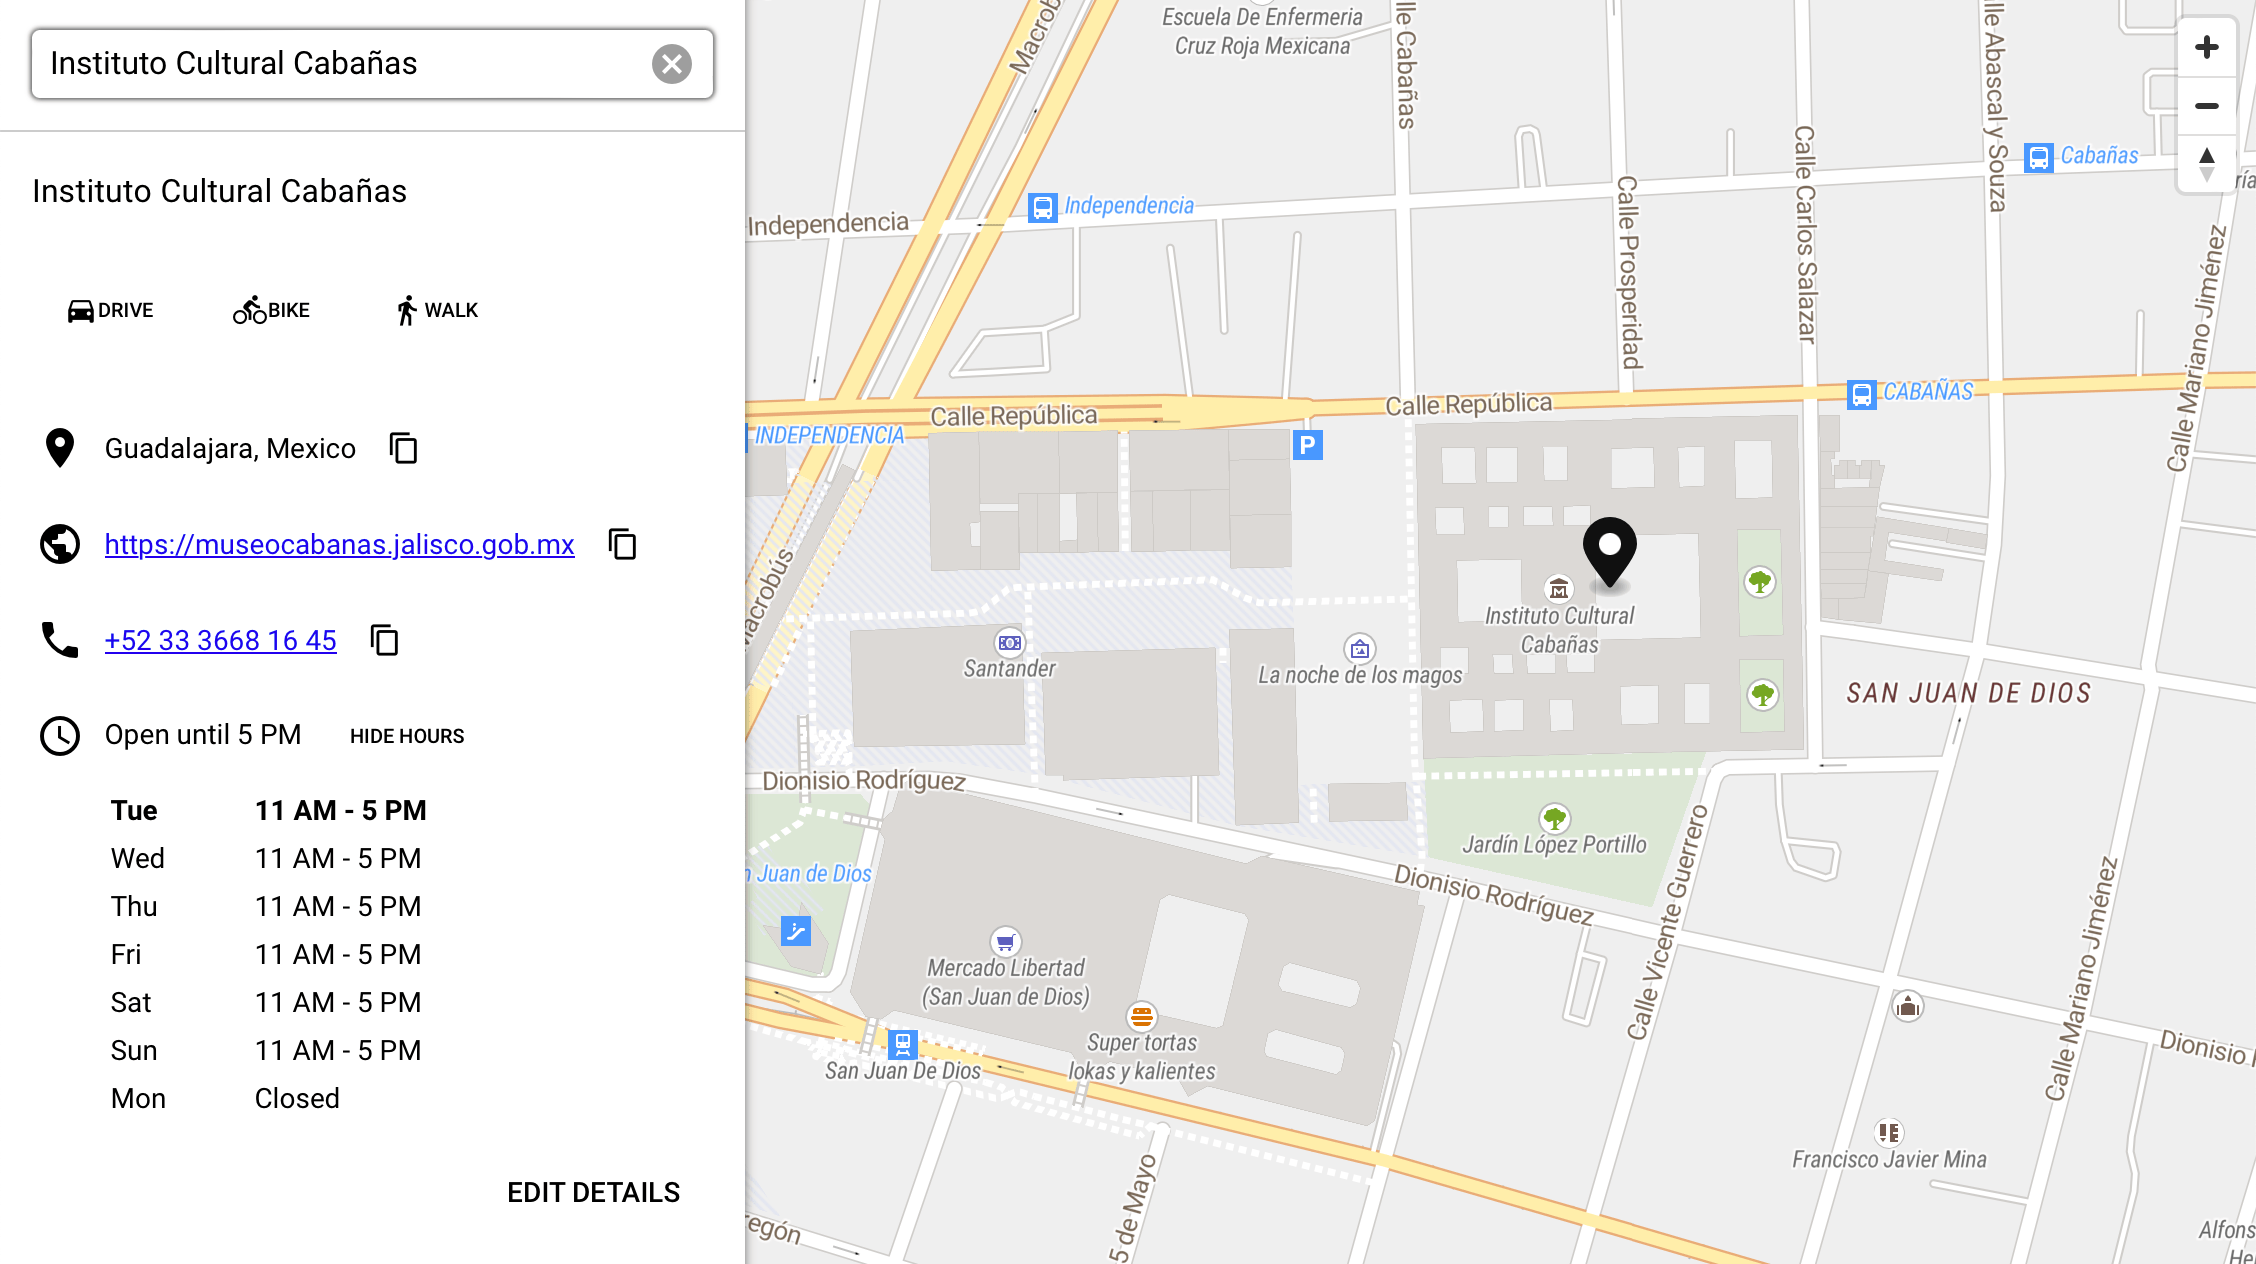 Instituto Cultural Cabañas
Instituto Cultural Cabañas
DRIVE
BIKE
WALK
Guadalajara, Mexico
https://museocabanas.jalisco.gob.mx
+52 33 3668 16 45
Open until 5 PM
HIDE HOURS
Tue 11 AM - 5 PM
Wed 11 AM - 5 PM
Thu 11 AM - 5 PM
Fri 11 AM - 5 PM
Sat 11 AM - 5 PM
Sun 11 AM - 5 PM
Mon Closed
EDIT DETAILS
Escuela De Enfermeria
Cruz Roja Mexicana
Macrob
lle Cabañas
lle Abascal y Souza
Cabañas
Calle Carlos Salazar
Calle Prosperidad
Independencia
Independencia
Calle Mariano Jiménez
CABAÑAS
Calle República
Calle República
INDEPENDENCIA
P
Macrobús
Instituto Cultural
Cabañas
Santander
La noche de los magos
SAN JUAN DE DIOS
Dionisio Rodríguez
Jardín López Portillo
Calle Vicente Guerrero
n Juan de Dios
Dionisio Rodríguez
Calle Mariano Jiménez
Mercado Libertad
(San Juan de Dios)
Super tortas
lokas y kalientes
San Juan De Dios
Dionisio
Francisco Javier Mina
5 de Mayo
egón
Alfons
He